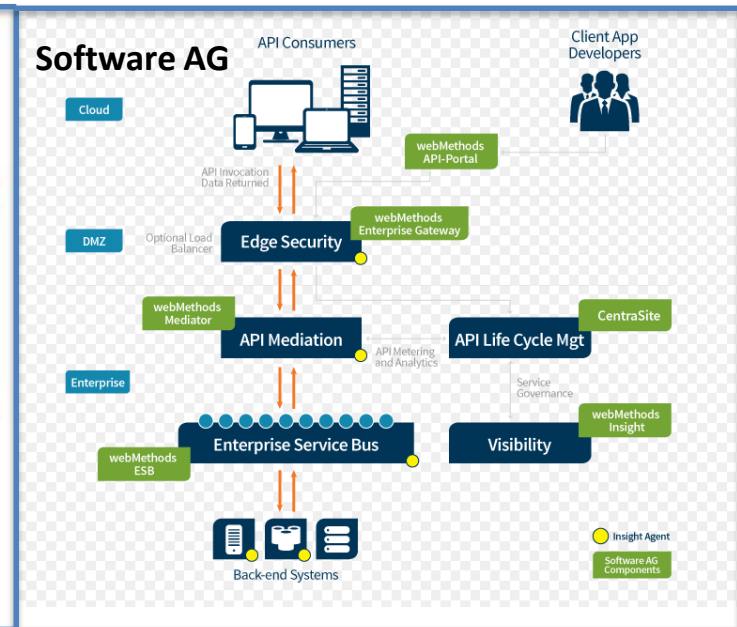 Software AG
API Consumers
Client App
Developers
Cloud
webMethods
API-Portal
API Invocation
Data Returned
webMethods
Enterprise Gateway
DMZ
Optional Load
Balancer
Edge Security
webMethods
Mediator
CentraSite
API Mediation
API Metering
and Analytics
API Life Cycle Mgt
Enterprise
Service
Governance
webMethods
Insight
Enterprise Service Bus
Visibility
webMethods
ESB
Insight Agent
Software AG
Components
Back-end Systems